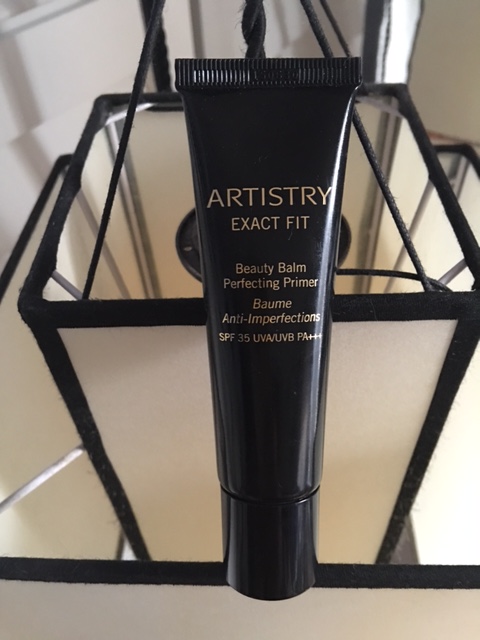 ARTISTRY
EXACT FIT
Beauty Balm
Perfecting Primer
Baume
Anti-Imperfections
SPF 35 UVA/UVB PA+++